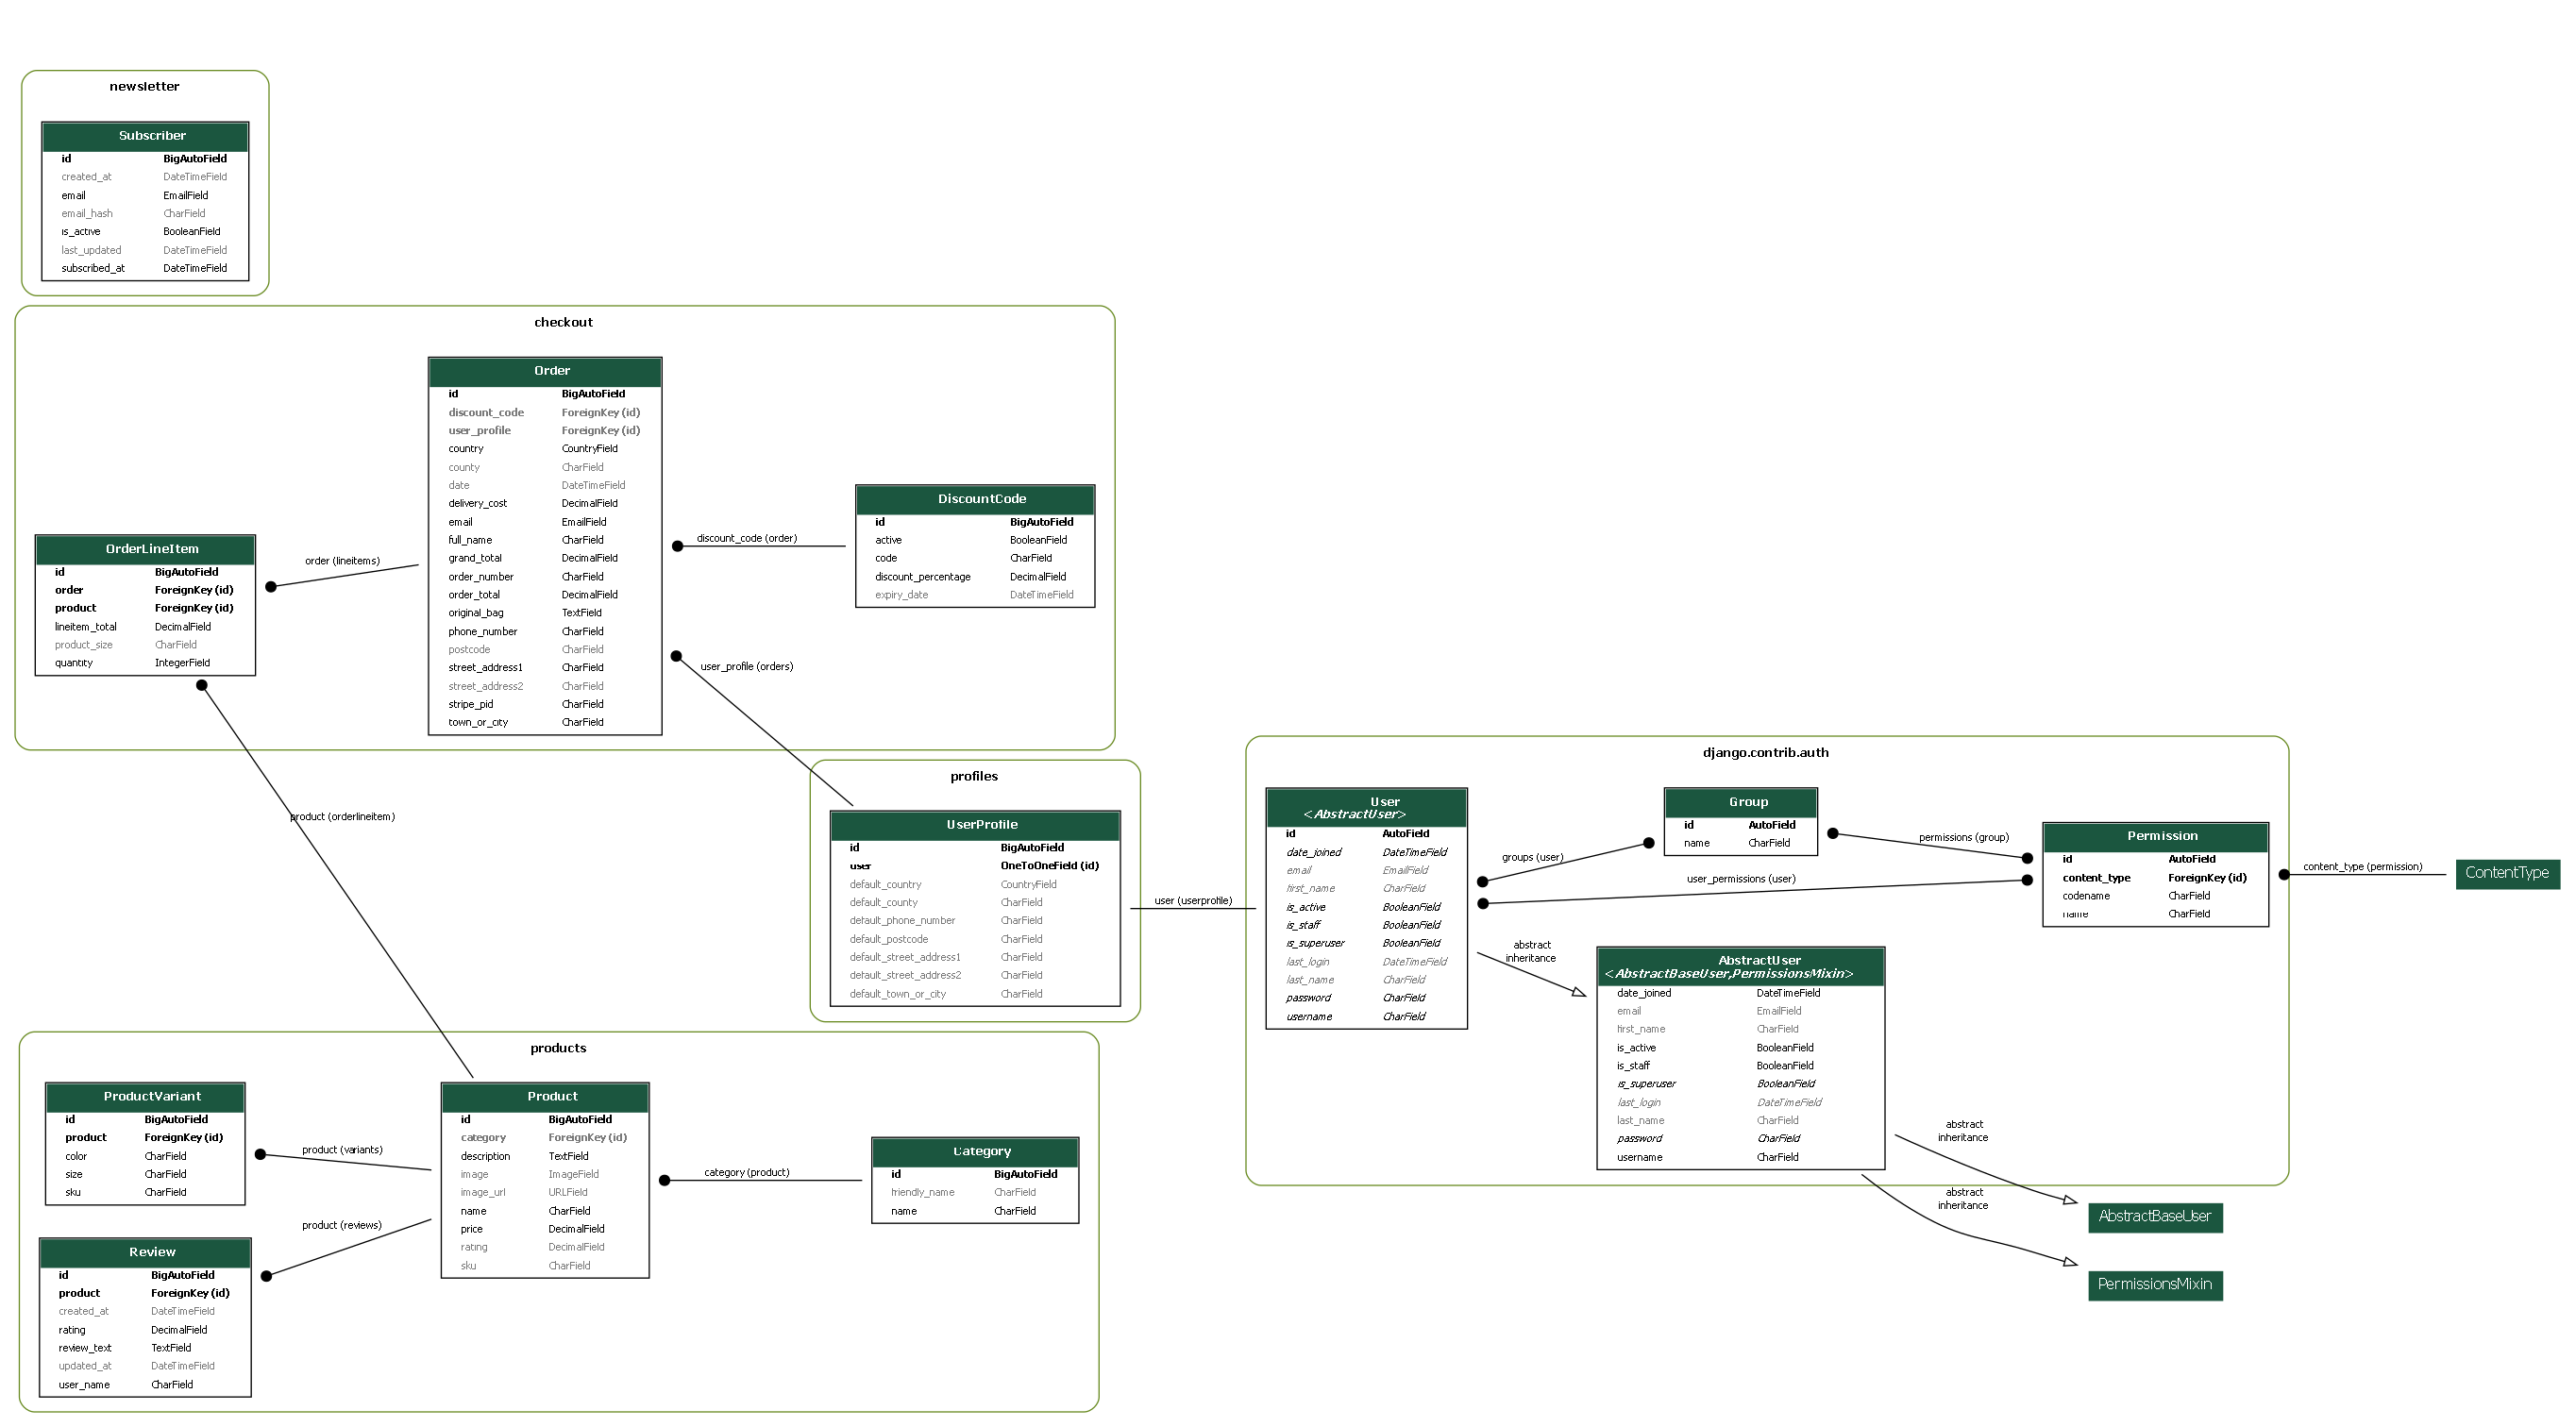 newsletter
Subscriber
id BigAutoField
created_at DateTimeField
email EmailField
email_hash CharField
is_active BooleanField
last_updated DateTimeField
subscribed_at DateTimeField
checkout
Order
id BigAutoField
discount_code ForeignKey (id)
user_profile ForeignKey (id)
country CountryField
county CharField
date DateTimeField
delivery_cost DecimalField
email EmailField
full_name CharField
grand_total DecimalField
order_number CharField
order_total DecimalField
original_bag TextField
phone_number CharField
postcode CharField
street_address1 CharField
street_address2 CharField
stripe_pid CharField
town_or_city CharField
DiscountCode
id BigAutoField
active BooleanField
code CharField
discount_percentage DecimalField
expiry_date DateTimeField
discount_code (order)
OrderLineItem
id BigAutoField
order ForeignKey (id)
product ForeignKey (id)
lineitem_total DecimalField
product_size CharField
quantity IntegerField
order (lineitems)
user_profile (orders)
product (orderlineitem)
profiles
UserProfile
id BigAutoField
user OneToOneField (id)
default_country CountryField
default_county CharField
default_phone_number CharField
default_postcode CharField
default_street_address1 CharField
default_street_address2 CharField
default_town_or_city CharField
user (userprofile)
django.contrib.auth
User
<AbstractUser>
id AutoField
date_joined DateTimeField
email EmailField
first_name CharField
is_active BooleanField
is_staff BooleanField
is_superuser BooleanField
last_login DateTimeField
last_name CharField
password CharField
username CharField
groups (user)
user_permissions (user)
Group
id AutoField
name CharField
permissions (group)
Permission
id AutoField
content_type ForeignKey (id)
codename CharField
name CharField
content_type (permission)
ContentType
abstract
inheritance
AbstractUser
<AbstractBaseUser,PermissionsMixin>
date_joined DateTimeField
email EmailField
first_name CharField
is_active BooleanField
is_staff BooleanField
is_superuser BooleanField
last_login DateTimeField
last_name CharField
password CharField
username CharField
abstract
inheritance
abstract
inheritance
AbstractBaseUser
PermissionsMixin
products
ProductVariant
id BigAutoField
product ForeignKey (id)
color CharField
size CharField
sku CharField
product (variants)
Product
id BigAutoField
category ForeignKey (id)
description TextField
image ImageField
image_url URLField
name CharField
price DecimalField
rating DecimalField
sku CharField
category (product)
Category
id BigAutoField
friendly_name CharField
name CharField
product (reviews)
Review
id BigAutoField
product ForeignKey (id)
created_at DateTimeField
rating DecimalField
review_text TextField
updated_at DateTimeField
user_name CharField